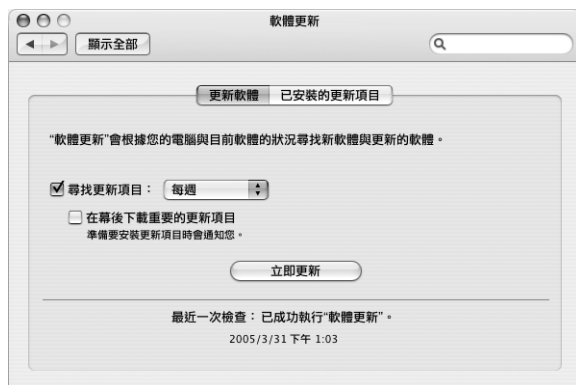 軟體更新
顯示全部
更新軟體 已安裝的更新項目
“軟體更新”會根據您的電腦與目前軟體的狀況尋找新軟體與更新的軟體。
尋找更新項目： 每週
在幕後下載重要的更新項目
準備要安裝更新項目時會通知您。
立即更新
最近一次檢查：已成功執行“軟體更新”。
2005/3/31 下午 1:03